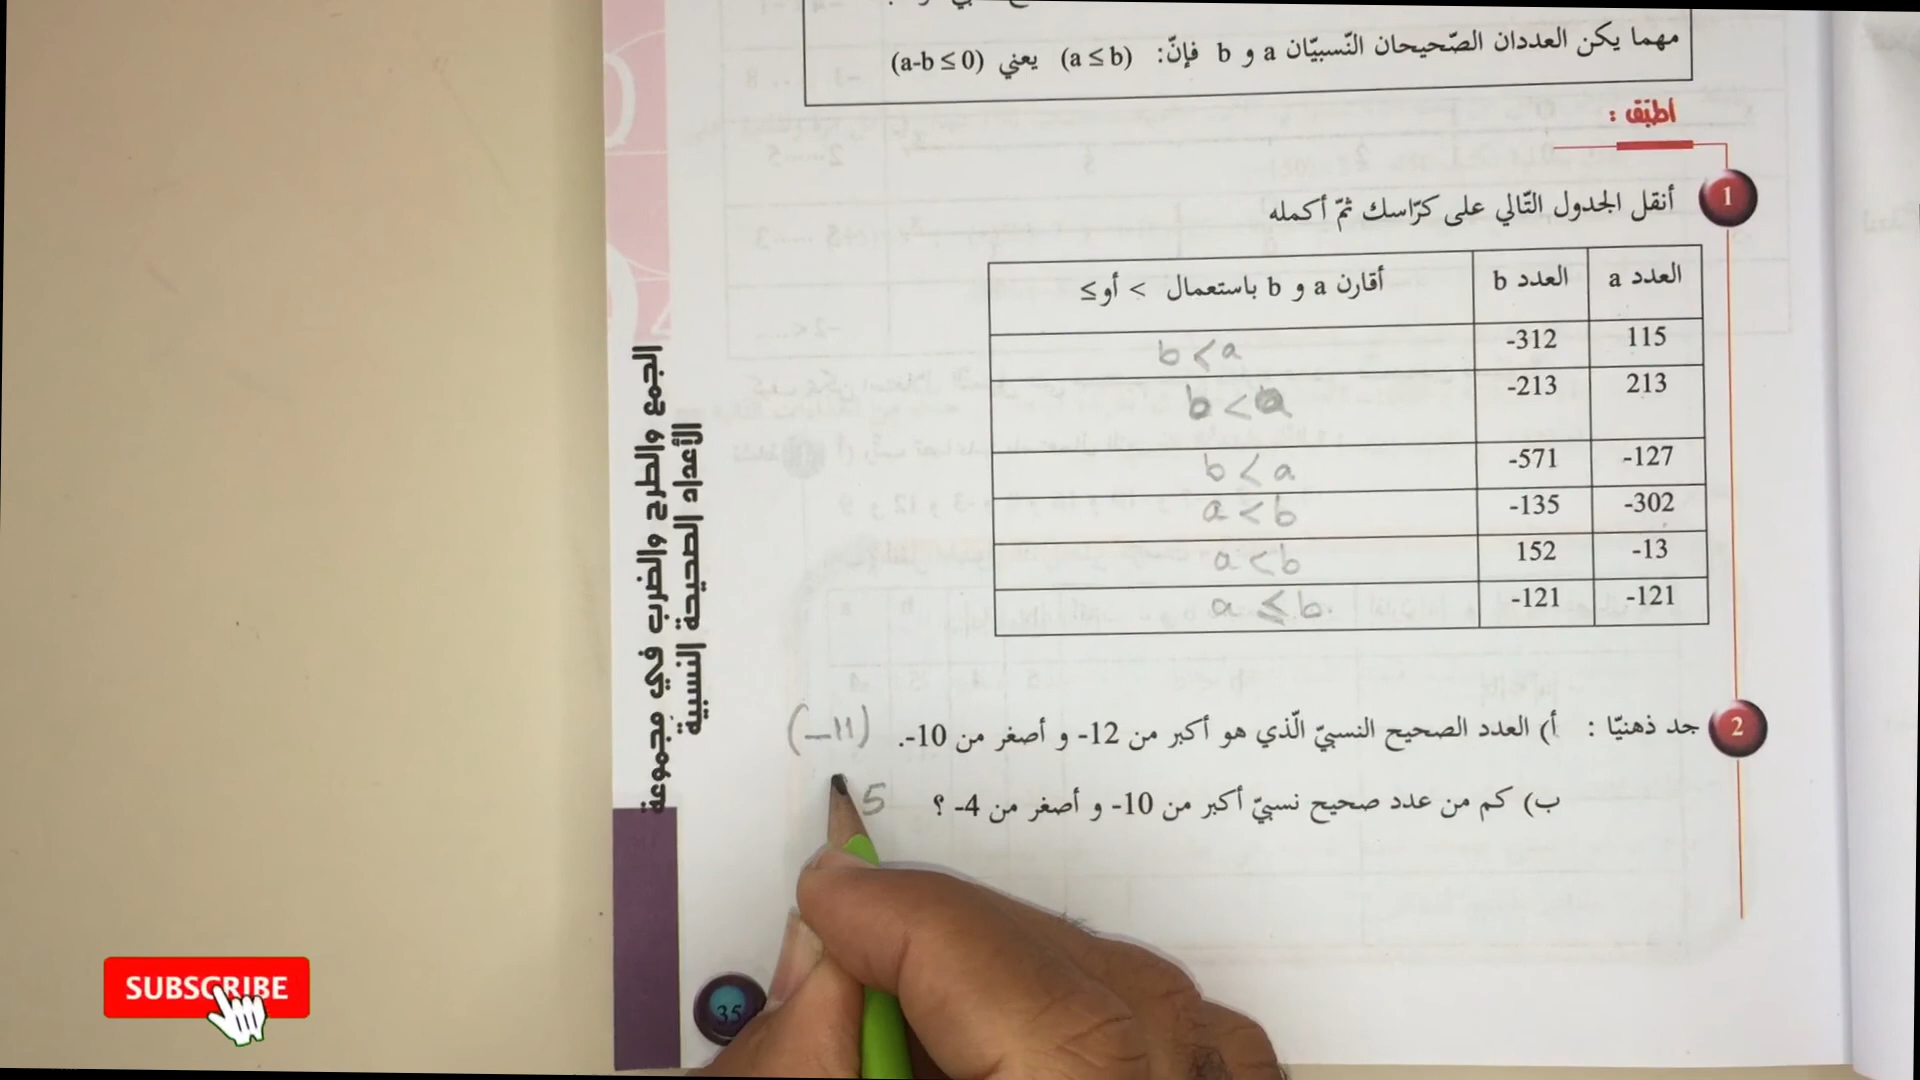 مهما يكن العددان الصّحيحان النّسبيّان a و b فإنّ: (a ≤ b) يعني (a-b ≤ 0)
أطبّق :
1 أنقل الجدول التّالي على كرّاسك ثمّ أكمله
العدد a العدد b أقارن a و b باستعمال < أو ≤
115 -312 b < a
213 -213 b < a
-127 -571 b < a
-302 -135 a < b
-13 152 a < b
-121 -121 a ≤ b
2 جد ذهنيّا : أ) العدد الصحيح النسبيّ الّذي هو أكبر من 12- و أصغر من 10-. (-11)
ب) كم من عدد صحيح نسبيّ أكبر من 10- و أصغر من 4- ؟ 5
الجمع والطرح والضرب في مجموعة
الأعداد الصحيحة النسبيّة
35
SUBSCRIBE